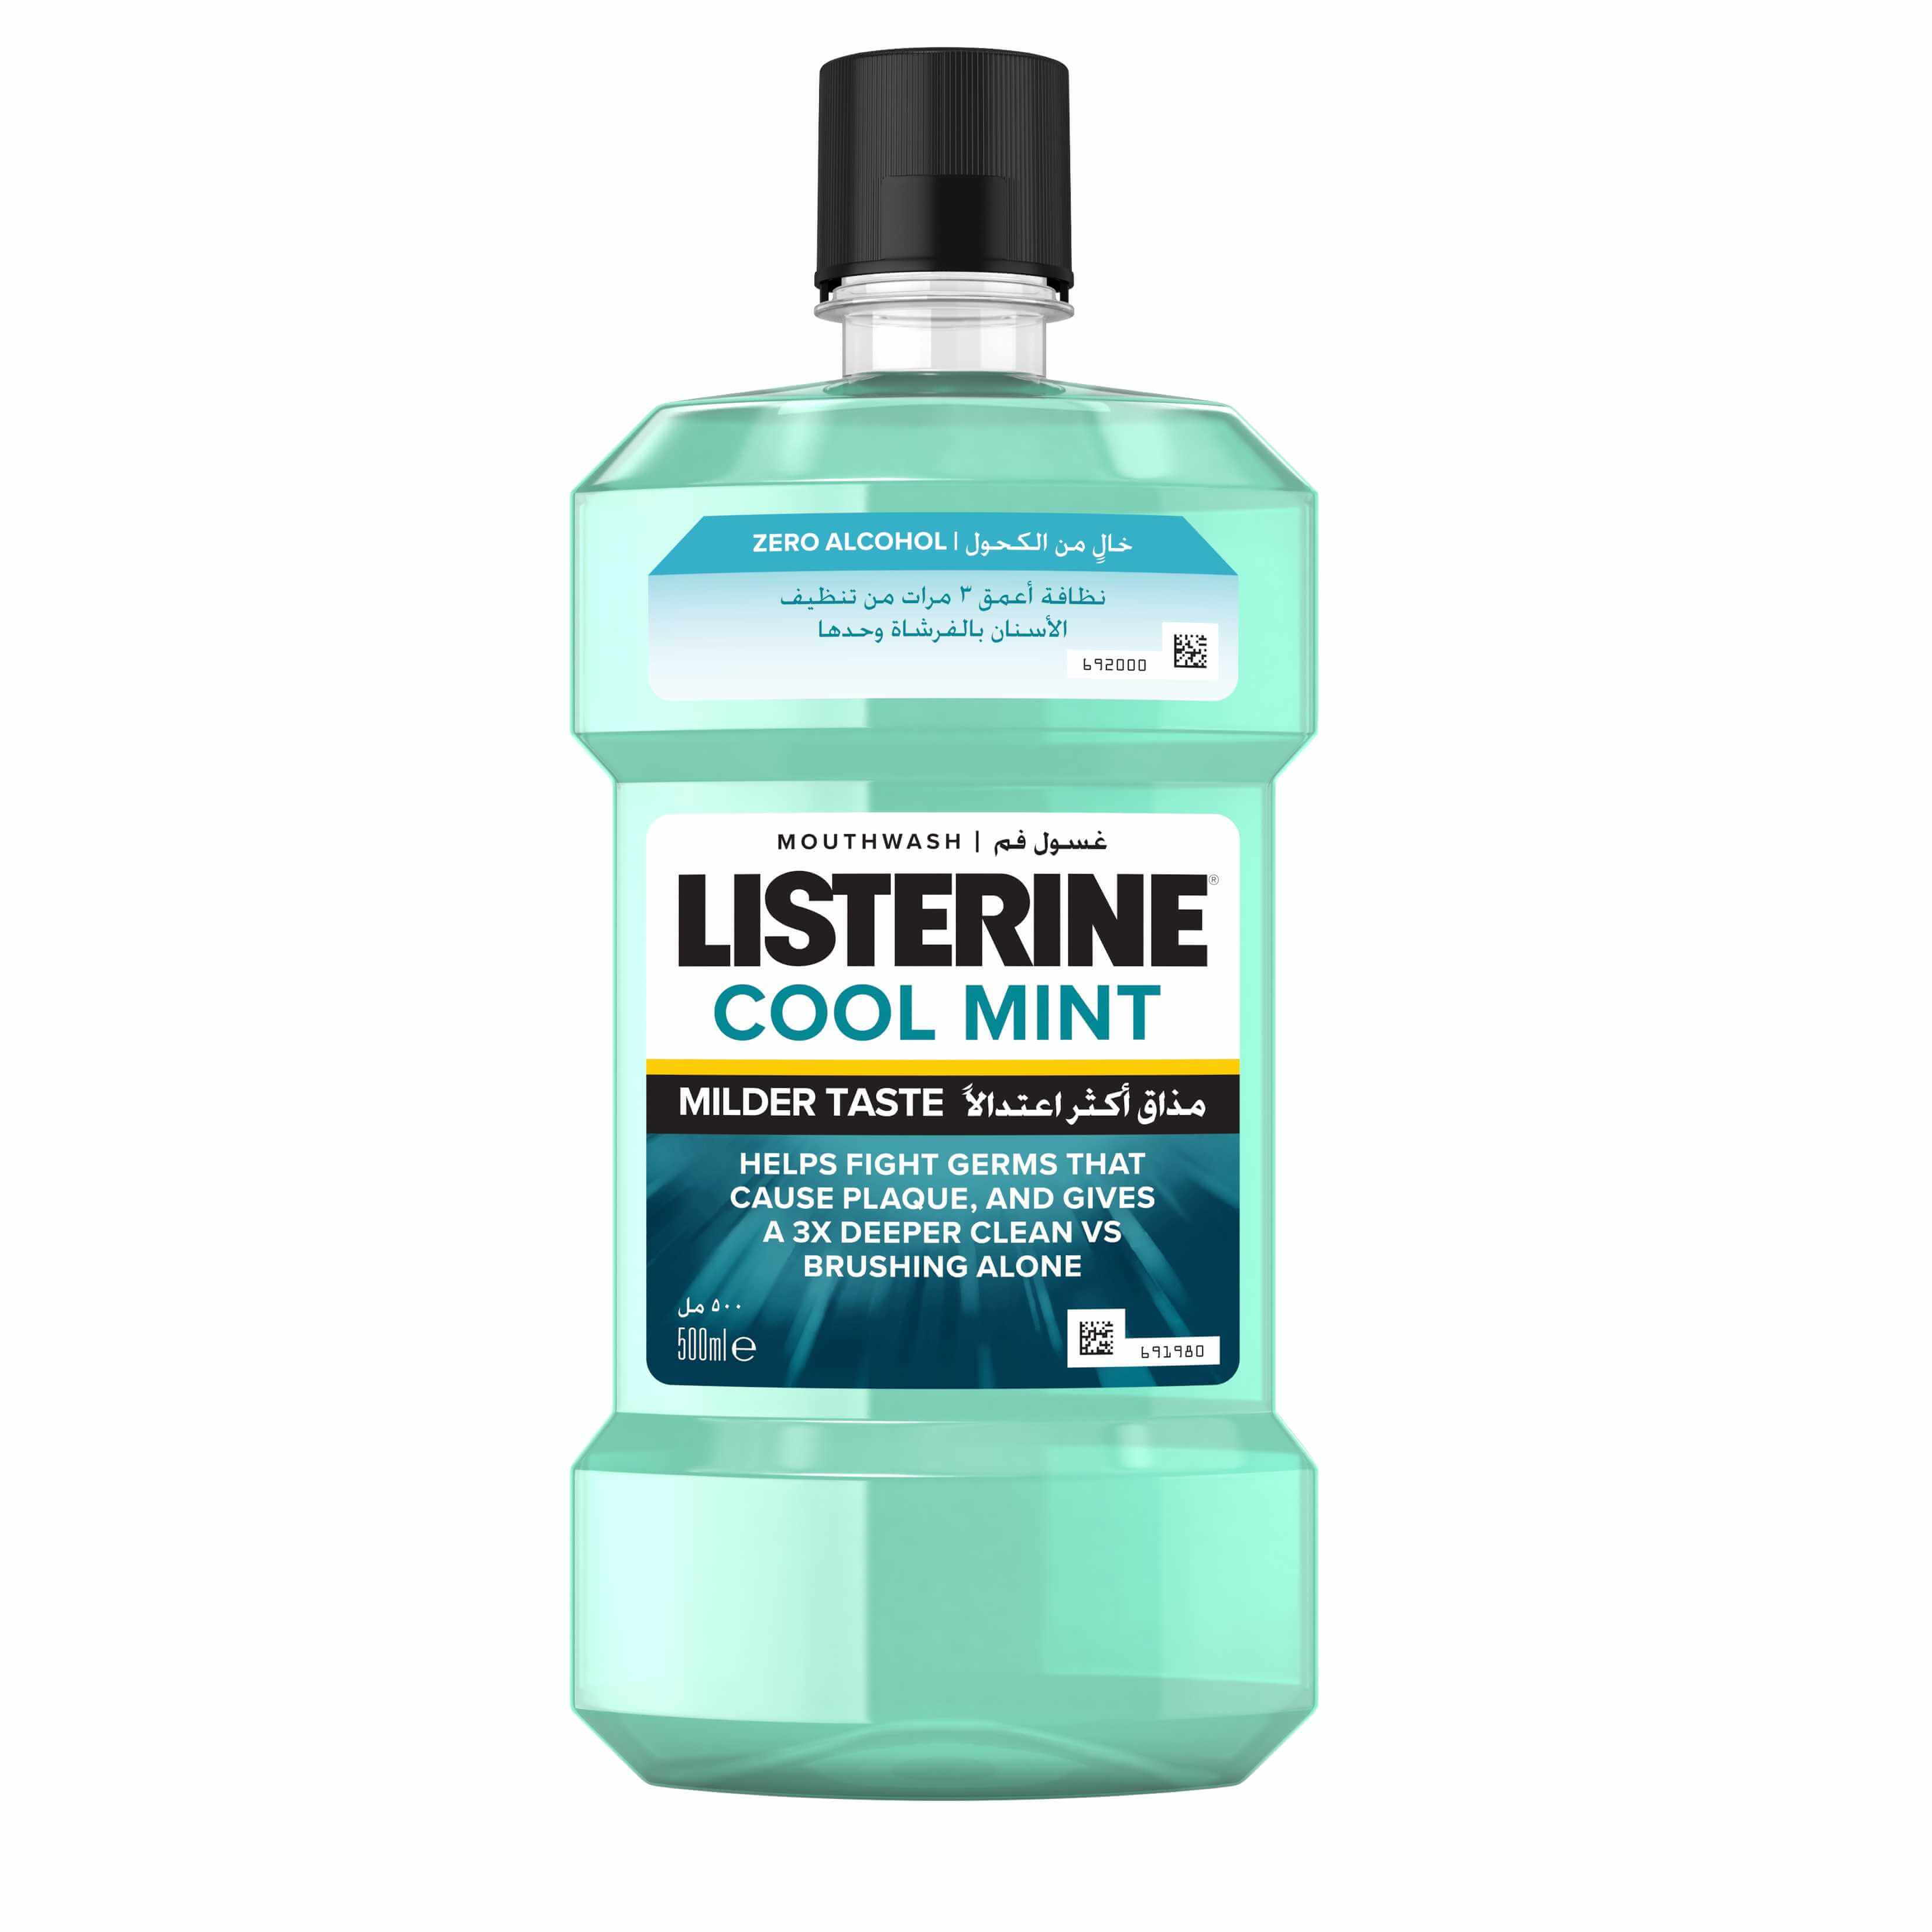 ZERO ALCOHOL | خالٍ من الكحول
نظافة أعمق ٣ مرات من تنظيف
الأسنان بالفرشاة وحدها
692000
MOUTHWASH | غسول فم
LISTERINE®
COOL MINT
MILDER TASTE مذاق أكثر اعتدالاً
HELPS FIGHT GERMS THAT
CAUSE PLAQUE, AND GIVES
A 3X DEEPER CLEAN VS
BRUSHING ALONE
٥٠٠ مل
500ml e
691980